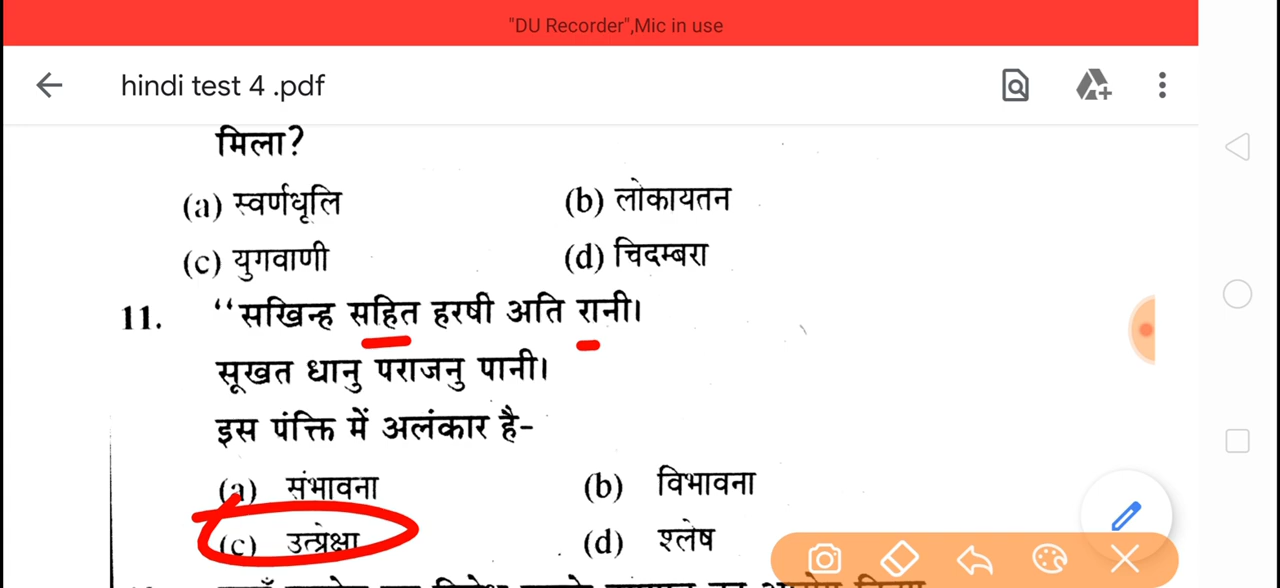 "DU Recorder",Mic in use
hindi test 4 .pdf
मिला?
(a) स्वर्णधूलि (b) लोकायतन
(c) युगवाणी (d) चिदम्बरा
11. “सखिन्ह सहित हरषी अति रानी।
सूखत धानु पराजनु पानी।
इस पंक्ति में अलंकार है-
(a) संभावना (b) विभावना
(c) उत्प्रेक्षा (d) श्लेष